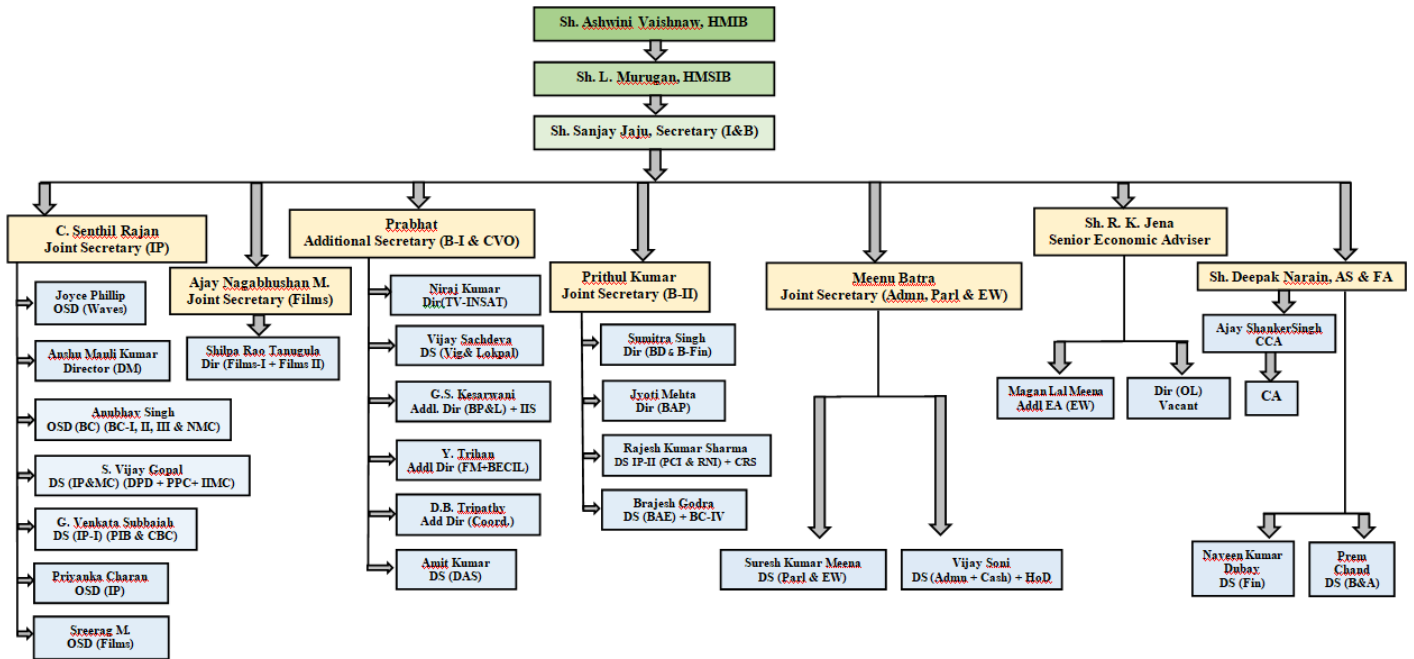 Sh. Ashwini Vaishnaw, HMIB
Sh. L. Murugan, HMSIB
Sh. Sanjay Jaju, Secretary (I&B)
C. Senthil Rajan
Joint Secretary (IP)
Joyce Phillip
OSD (Waves)
Anshu Mauli Kumar
Director (DM)
Anubhav Singh
OSD (BC) (BC-I, II, III & NMC)
S. Vijay Gopal
DS (IP&MC) (DPD + PPC+ IIMC)
G. Venkata Subbaiah
DS (IP-I) (PIB & CBC)
Priyanka Charan
OSD (IP)
Sreerag M.
OSD (Films)
Ajay Nagabhushan M.
Joint Secretary (Films)
Shilpa Rao Tanugula
Dir (Films-I + Films II)
Prabhat
Additional Secretary (B-I & CVO)
Niraj Kumar
Dir(TV-INSAT)
Vijay Sachdeva
DS (Vig& Lokpal)
G.S. Kesarwani
Addl. Dir (BP&L) + IIS
Y. Trihan
Addl Dir (FM+BECIL)
D.B. Tripathy
Add Dir (Coord.)
Amit Kumar
DS (DAS)
Prithul Kumar
Joint Secretary (B-II)
Sumitra Singh
Dir (BD & B-Fin)
Jyoti Mehta
Dir (BAP)
Rajesh Kumar Sharma
DS IP-II (PCI & RNI) + CRS
Brajesh Godra
DS (BAE) + BC-IV
Meenu Batra
Joint Secretary (Admn, Parl & EW)
Suresh Kumar Meena
DS (Parl & EW)
Vijay Soni
DS (Admn + Cash) + HoD
Sh. R. K. Jena
Senior Economic Adviser
Magan Lal Meena
Addl EA (EW)
Dir (OL)
Vacant
Sh. Deepak Narain, AS & FA
Ajay ShankerSingh
CCA
CA
Naveen Kumar
Dubay
DS (Fin)
Prem
Chand
DS (B&A)